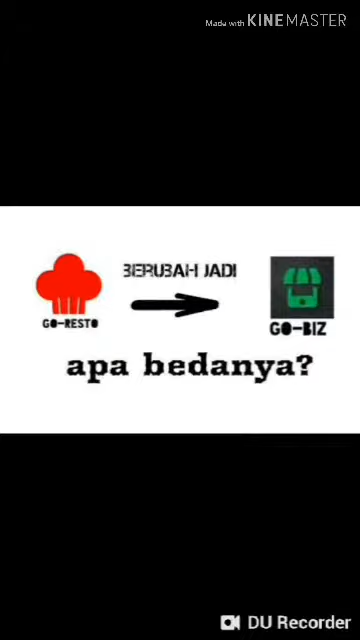 Made with KINEMASTER
BERUBAH JADI
GO-RESTO
GO-BIZ
apa bedanya?
DU Recorder